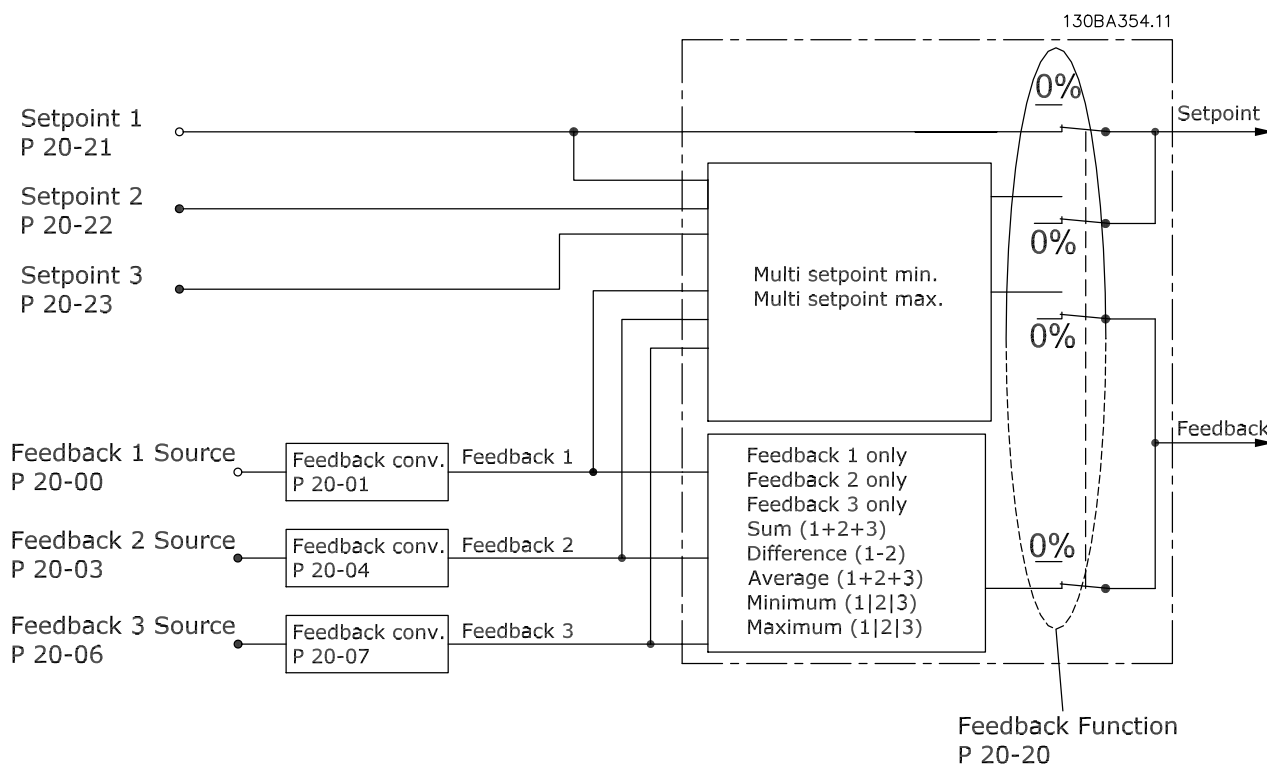 130BA354.11
0%
Setpoint 1
P 20-21
Setpoint
Setpoint 2
P 20-22
0%
Setpoint 3
P 20-23
Multi setpoint min.
Multi setpoint max.
0%
Feedback
Feedback 1 Source
P 20-00
Feedback conv.
P 20-01
Feedback 1
Feedback 1 only
Feedback 2 only
Feedback 3 only
Sum (1+2+3)
Difference (1-2)
Average (1+2+3)
Minimum (1|2|3)
Maximum (1|2|3)
0%
Feedback 2 Source
P 20-03
Feedback conv.
P 20-04
Feedback 2
Feedback 3 Source
P 20-06
Feedback conv.
P 20-07
Feedback 3
Feedback Function
P 20-20